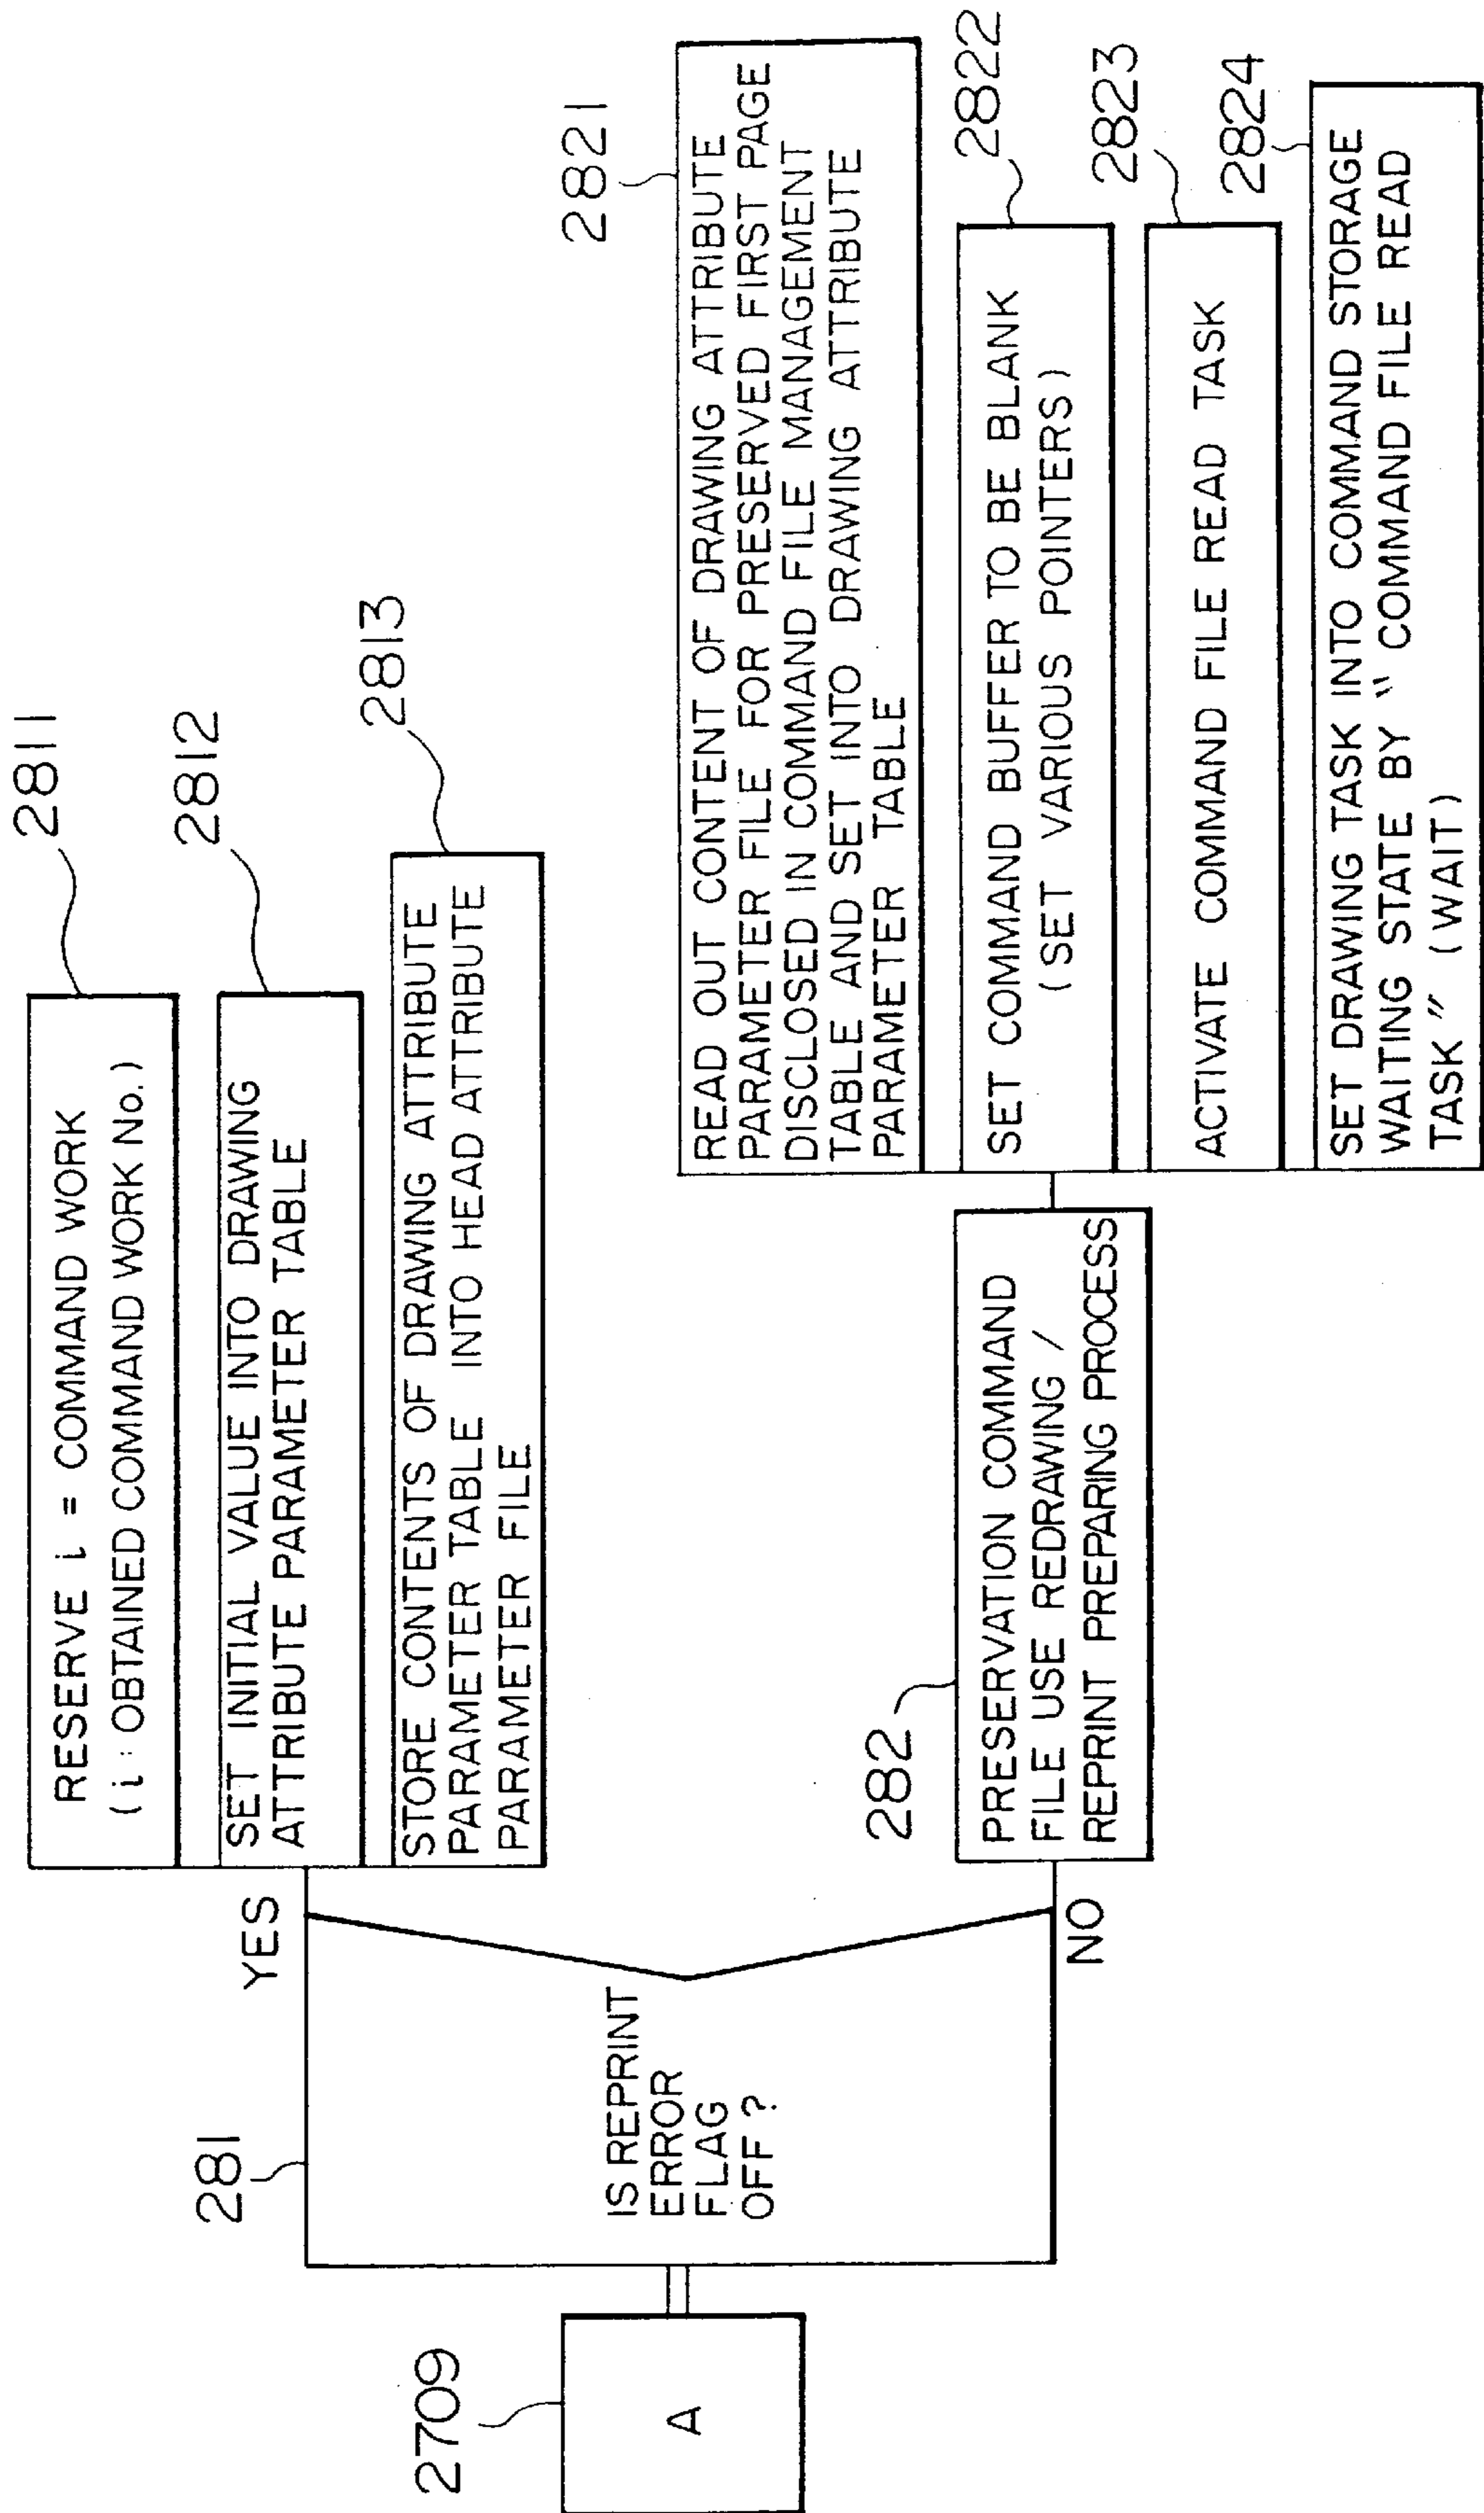 2709
A
281
IS REPRINT
ERROR
FLAG
OFF ?
YES
NO
2811
RESERVE i = COMMAND WORK
( i : OBTAINED COMMAND WORK No. )
2812
SET INITIAL VALUE INTO DRAWING
ATTRIBUTE PARAMETER TABLE
2813
STORE CONTENTS OF DRAWING ATTRIBUTE
PARAMETER TABLE INTO HEAD ATTRIBUTE
PARAMETER FILE
282
PRESERVATION COMMAND
FILE USE REDRAWING /
REPRINT PREPARING PROCESS
2821
READ OUT CONTENT OF DRAWING ATTRIBUTE
PARAMETER FILE FOR PRESERVED FIRST PAGE
DISCLOSED IN COMMAND FILE MANAGEMENT
TABLE AND SET INTO DRAWING ATTRIBUTE
PARAMETER TABLE
2822
SET COMMAND BUFFER TO BE BLANK
( SET VARIOUS POINTERS )
2823
ACTIVATE COMMAND FILE READ TASK
2824
SET DRAWING TASK INTO COMMAND STORAGE
WAITING STATE BY " COMMAND FILE READ
TASK " ( WAIT )